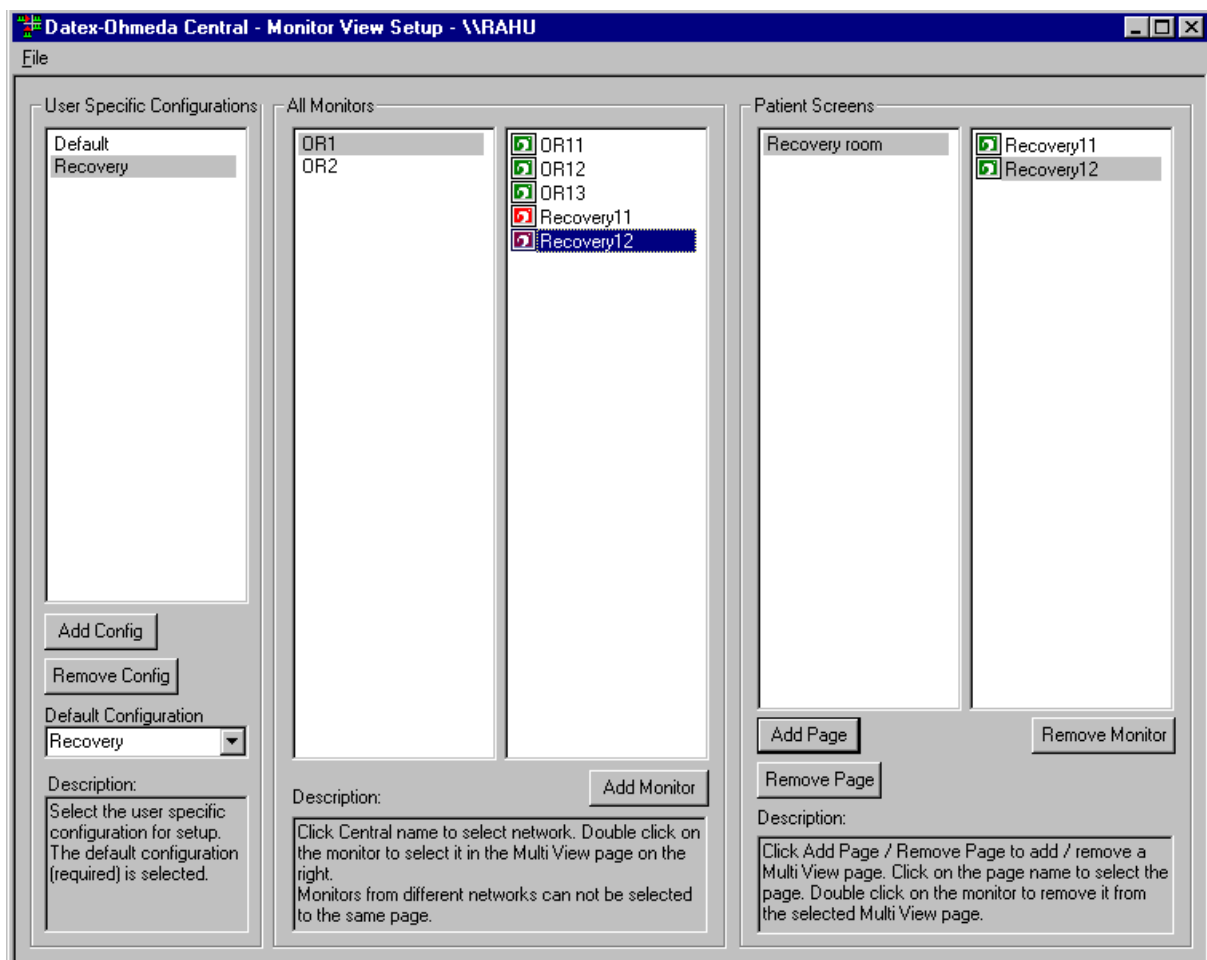 Datex-Ohmeda Central - Monitor View Setup - \\RAHU
File
User Specific Configurations
Default
Recovery
Add Config
Remove Config
Default Configuration
Recovery
Description:
Select the user specific
configuration for setup.
The default configuration
(required) is selected.
All Monitors
OR1
OR2
OR11
OR12
OR13
Recovery11
Recovery12
Add Monitor
Description:
Click Central name to select network. Double click on
the monitor to select it in the Multi View page on the
right.
Monitors from different networks can not be selected
to the same page.
Patient Screens
Recovery room
Recovery11
Recovery12
Add Page
Remove Monitor
Remove Page
Description:
Click Add Page / Remove Page to add / remove a
Multi View page. Click on the page name to select the
page. Double click on the monitor to remove it from
the selected Multi View page.